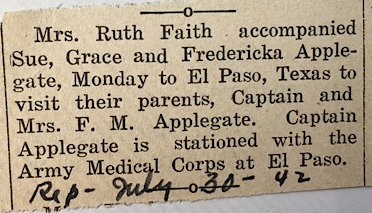 Mrs. Ruth Faith accompanied
Sue, Grace and Fredericka Apple-
gate, Monday to El Paso, Texas to
visit their parents, Captain and
Mrs. F. M. Applegate. Captain
Applegate is stationed with the
Army Medical Corps at El Paso.
Rep- July 30- 42